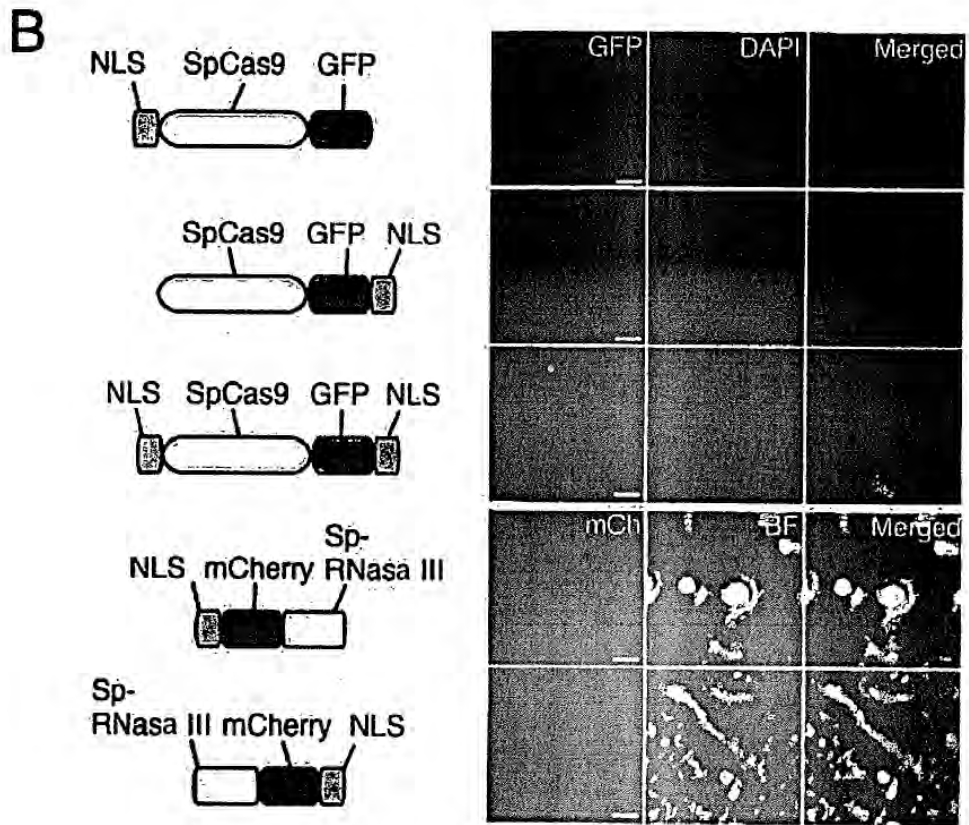 B
NLS SpCas9 GFP
GFP DAPI Merged
SpCas9 GFP NLS
NLS SpCas9 GFP NLS
mCh BF Merged
Sp-
NLS mCherry RNasa III
Sp-
RNasa III mCherry NLS